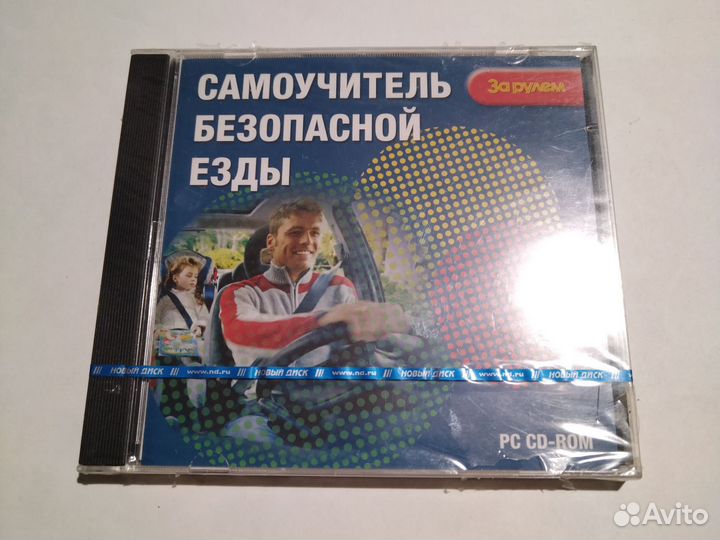 САМОУЧИТЕЛЬ
БЕЗОПАСНОЙ
ЕЗДЫ
За рулем
/// НОВЫЙ ДИСК /// www.nd.ru /// НОВЫЙ ДИСК /// www.nd.ru /// НОВЫЙ ДИСК /// www.nd.ru /// НОВЫЙ ДИСК ///
PC CD-ROM
Avito